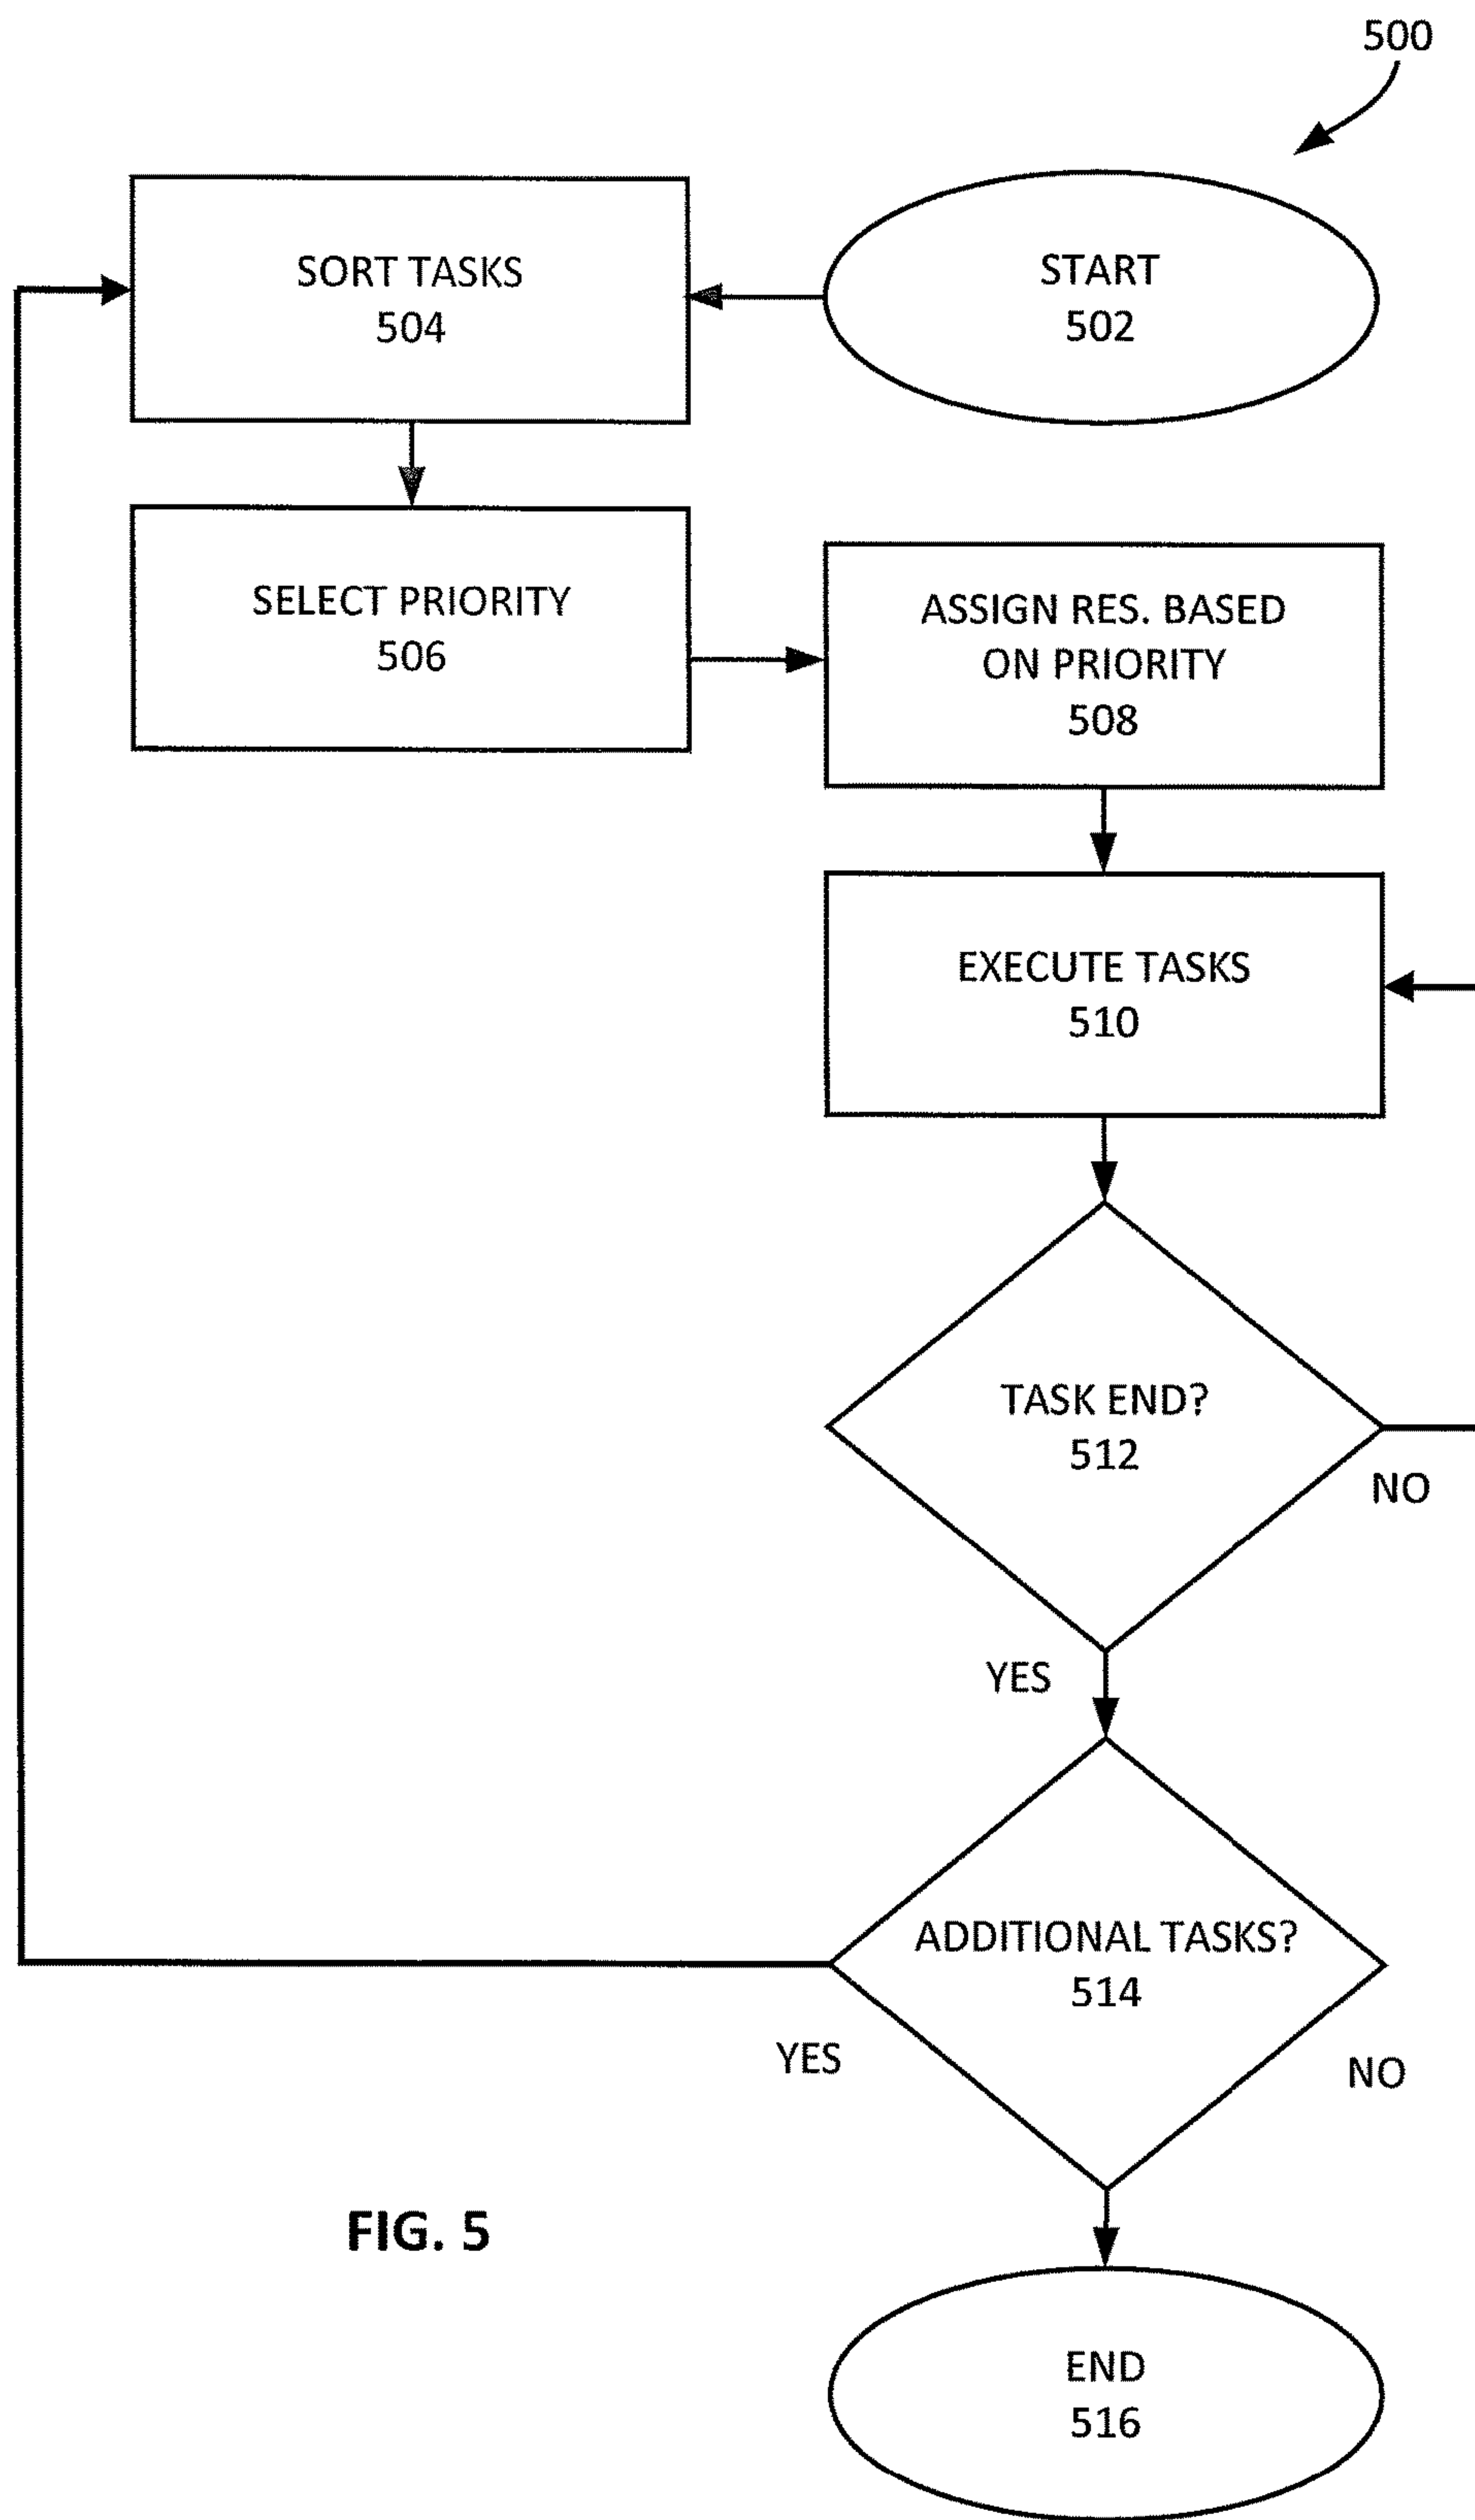 500
START
502
SORT TASKS
504
SELECT PRIORITY
506
ASSIGN RES. BASED
ON PRIORITY
508
EXECUTE TASKS
510
TASK END?
512
NO
YES
ADDITIONAL TASKS?
514
YES
NO
END
516
FIG. 5